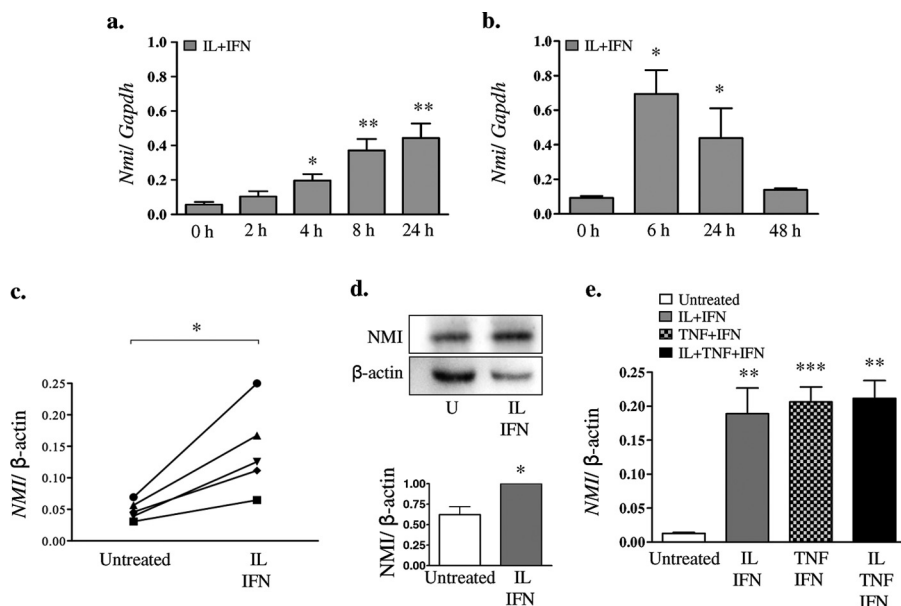 a.
IL+IFN
Nmi/ Gapdh
1.0
0.8
0.6
0.4
0.2
0.0
*
**
**
0 h 2 h 4 h 8 h 24 h
b.
IL+IFN
Nmi/ Gapdh
1.0
0.8
0.6
0.4
0.2
0.0
*
*
0 h 6 h 24 h 48 h
c.
*
NMI/ β-actin
0.25
0.20
0.15
0.10
0.05
0.00
Untreated IL
IFN
d.
NMI
β-actin
U IL
IFN
NMI/ β-actin
1.00
0.75
0.50
0.25
0.00
*
Untreated IL
IFN
e.
Untreated
IL+IFN
TNF+IFN
IL+TNF+IFN
NMI/ β-actin
0.25
0.20
0.15
0.10
0.05
0.00
** *** **
Untreated IL TNF IL
IFN IFN TNF
IFN